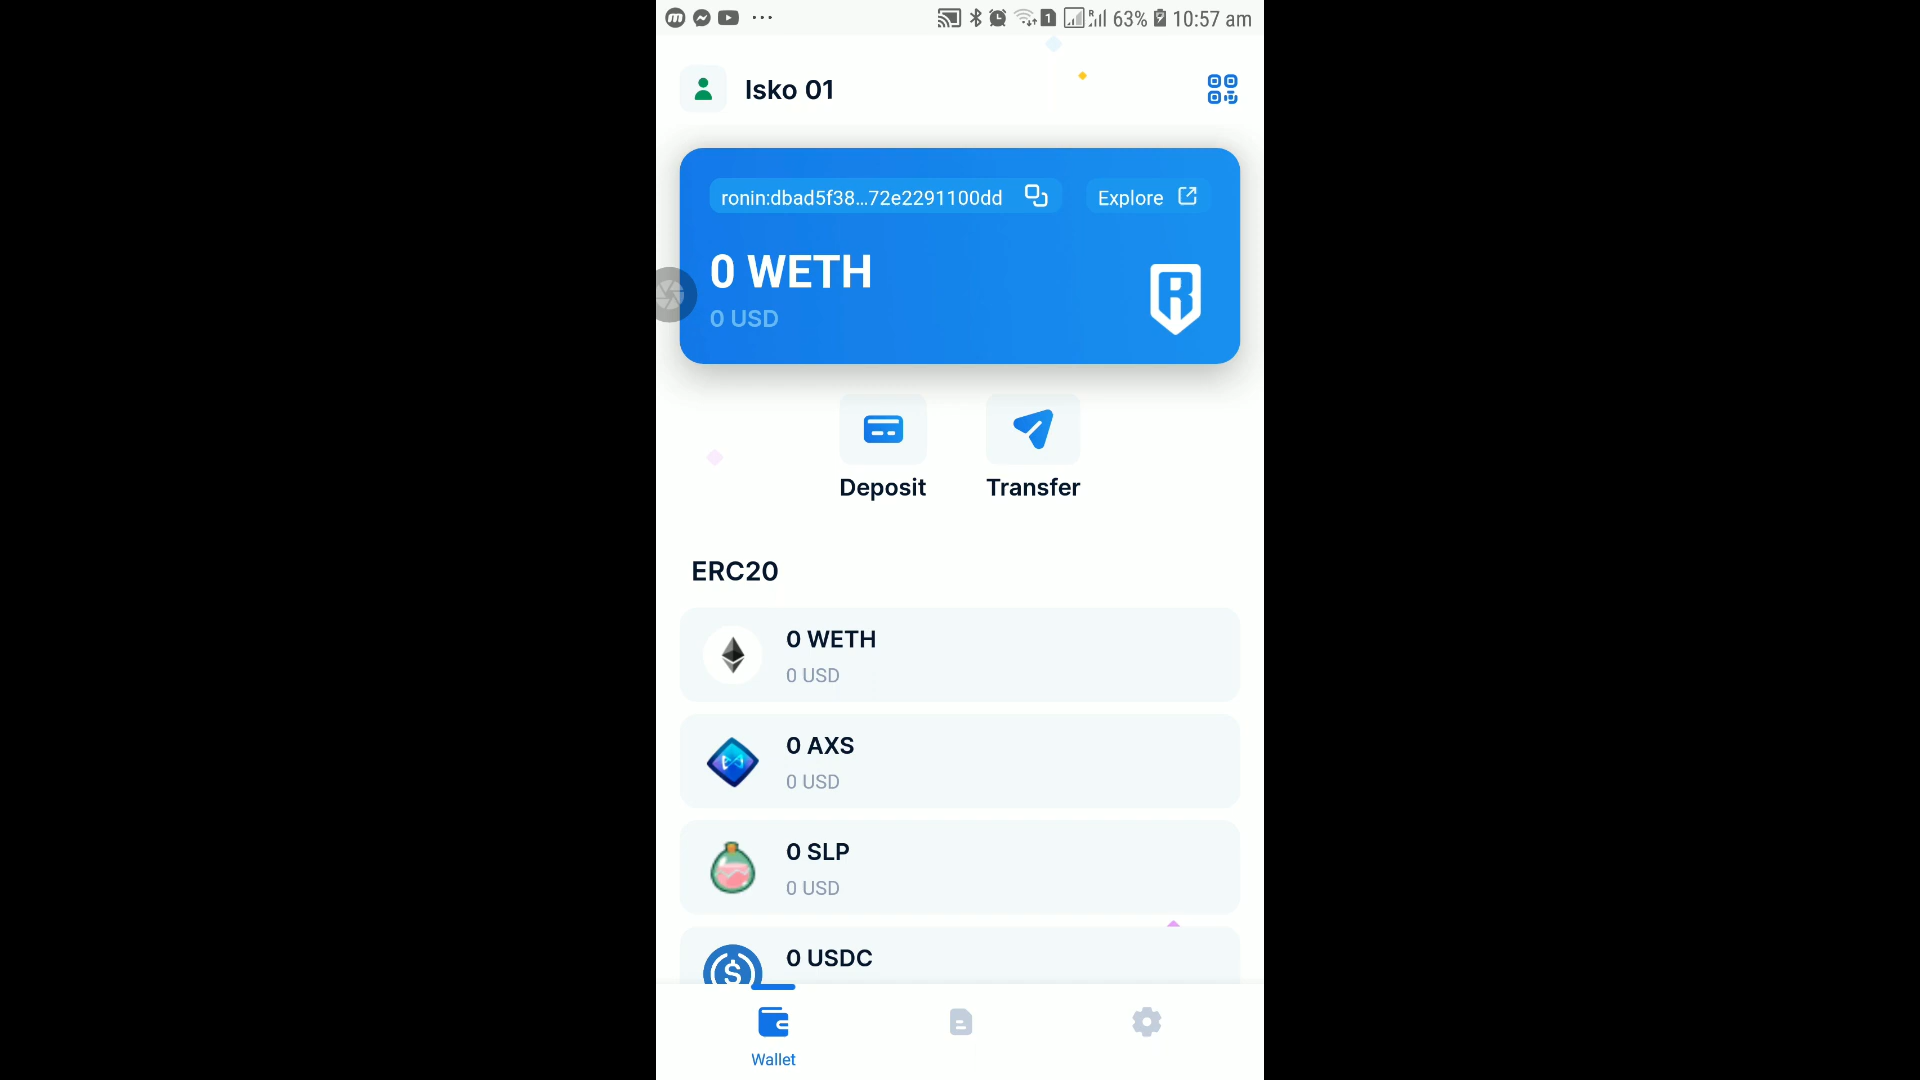 63% 10:57 am
Isko 01
ronin:dbad5f38...72e2291100dd Explore
0 WETH
0 USD
Deposit Transfer
ERC20
0 WETH
0 USD
0 AXS
0 USD
0 SLP
0 USD
0 USDC
Wallet